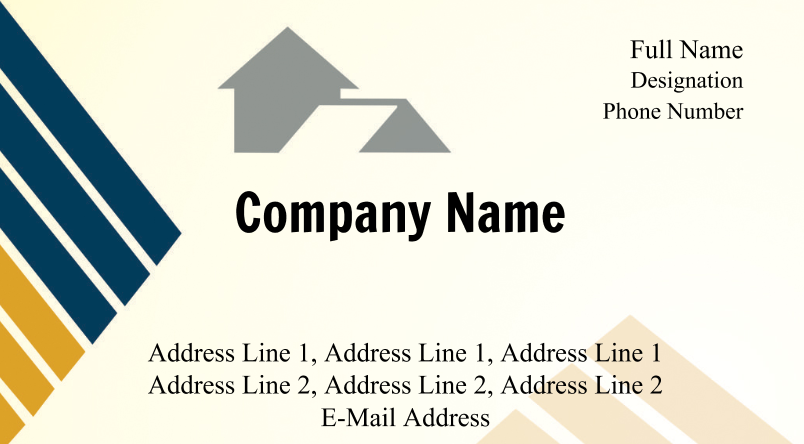 Full Name
Designation
Phone Number
Company Name
Address Line 1, Address Line 1, Address Line 1
Address Line 2, Address Line 2, Address Line 2
E-Mail Address